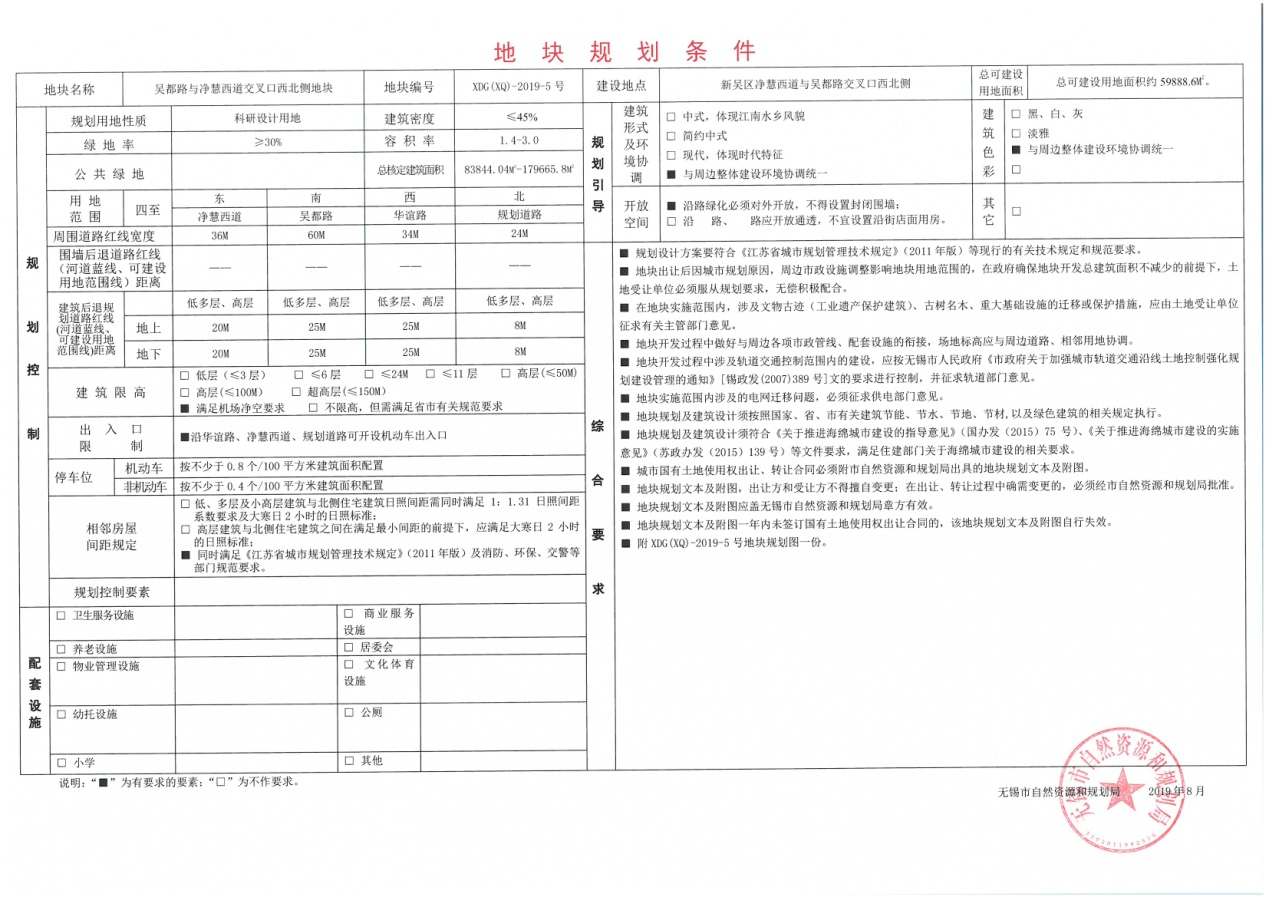 地块规划条件
地块名称 吴都路与净慧西道交叉口西北侧地块 地块编号 XDG(XQ)-2019-5 号 建设地点 新吴区净慧西道与吴都路交叉口西北侧 总可建设用地面积 总可建设用地面积约 59888.6M²。
规划控制
规划用地性质 科研设计用地 建筑密度 ≤45%
绿地率 ≥30% 容积率 1.4-3.0
公共绿地 总核定建筑面积 83844.04M²-179665.8M²
用地范围 四至 东 南 西 北
净慧西道 吴都路 华谊路 规划道路
周围道路红线宽度 36M 60M 34M 24M
围墙后退道路红线
（河道蓝线、可建设
用地范围线）距离 —— —— —— ——
建筑后退规
划道路红线
(河道蓝线、
可建设用地
范围线)距离
低多层、高层 低多层、高层 低多层、高层 低多层、高层
地上 20M 25M 25M 8M
地下 20M 25M 25M 8M
建筑限高
□ 低层（≤3 层） □ ≤6 层 □ ≤24M □ ≤11 层 □ 高层(≤50M)
□ 高层(≤100M) □ 超高层(≤150M)
■ 满足机场净空要求 □ 不限高，但需满足省市有关规范要求
出入口
限制
■沿华谊路、净慧西道、规划道路可开设机动车出入口
停车位 机动车 按不少于 0.8 个/100 平方米建筑面积配置
非机动车 按不少于 0.4 个/100 平方米建筑面积配置
相邻房屋
间距规定
□ 低、多层及小高层建筑与北侧住宅建筑日照间距需同时满足 1：1.31 日照间距
系数要求及大寒日 2 小时的日照标准；
□ 高层建筑与北侧住宅建筑之间在满足最小间距的前提下，应满足大寒日 2 小时
的日照标准；
■ 同时满足《江苏省城市规划管理技术规定》（2011 年版）及消防、环保、交警等
部门规范要求。
规划控制要素
配套设施
□ 卫生服务设施 □ 商业服务
设施
□ 养老设施 □ 居委会
□ 物业管理设施 □ 文化体育
设施
□ 幼托设施 □ 公厕
□ 小学 □ 其他
规划引导
建筑
形式
及环
境协
调
□ 中式，体现江南水乡风貌
□ 简约中式
□ 现代，体现时代特征
■ 与周边整体建设环境协调统一
建筑色彩
□ 黑、白、灰
□ 淡雅
■ 与周边整体建设环境协调统一
□
开放
空间
■ 沿路绿化必须对外开放，不得设置封闭围墙；
□ 沿 路、 路应开放通透，不宜设置沿街店面用房。
其它 □
综合要求
■ 规划设计方案要符合《江苏省城市规划管理技术规定》（2011 年版）等现行的有关技术规定和规范要求。
■ 地块出让后因城市规划原因，周边市政设施调整影响地块用地范围的，在政府确保地块开发总建筑面积不减少的前提下，土
地受让单位必须服从规划要求，无偿积极配合。
■ 在地块实施范围内，涉及文物古迹（工业遗产保护建筑）、古树名木、重大基础设施的迁移或保护措施，应由土地受让单位
征求有关主管部门意见。
■ 地块开发过程中做好与周边各项市政管线、配套设施的衔接，场地标高应与周边道路、相邻用地协调。
■ 地块开发过程中涉及轨道交通控制范围内的建设，应按无锡市人民政府《市政府关于加强城市轨道交通沿线土地控制强化规
划建设管理的通知》[锡政发(2007)389 号]文的要求进行控制，并征求轨道部门意见。
■ 地块实施范围内涉及的电网迁移问题，必须征求供电部门意见。
■ 地块规划及建筑设计须按照国家、省、市有关建筑节能、节水、节地、节材,以及绿色建筑的相关规定执行。
■ 地块规划及建筑设计须符合《关于推进海绵城市建设的指导意见》（国办发（2015）75 号）、《关于推进海绵城市建设的实施
意见》（苏政办发（2015）139 号）等文件要求，满足住建部门关于海绵城市建设的相关要求。
■ 城市国有土地使用权出让、转让合同必须附市自然资源和规划局出具的地块规划文本及附图。
■ 地块规划文本及附图，出让方和受让方不得擅自变更；在出让、转让过程中确需变更的，必须经市自然资源和规划局批准。
■ 地块规划文本及附图应盖无锡市自然资源和规划局章方有效。
■ 地块规划文本及附图一年内未签订国有土地使用权出让合同的，该地块规划文本及附图自行失效。
■ 附 XDG(XQ)-2019-5 号地块规划图一份。
说明：“■”为有要求的要素；“□”为不作要求。
无锡市自然资源和规划局 2019 年 8 月
无锡市自然资源和规划局